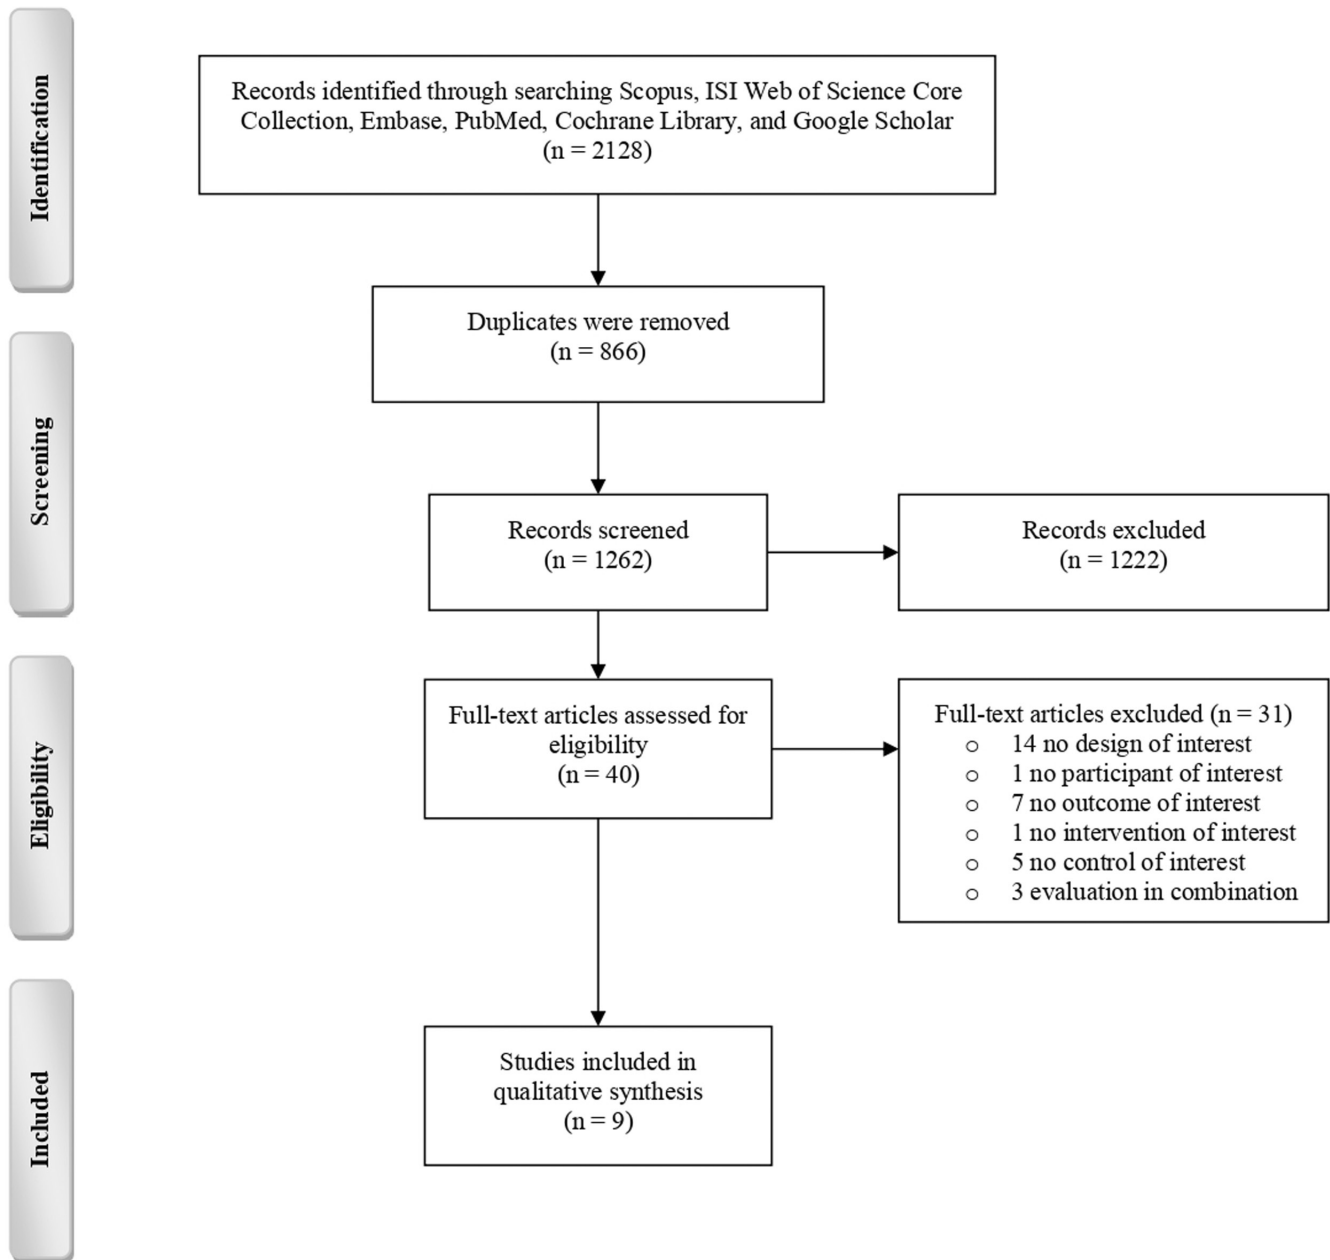 Identification
Records identified through searching Scopus, ISI Web of Science Core
Collection, Embase, PubMed, Cochrane Library, and Google Scholar
(n = 2128)
Duplicates were removed
(n = 866)
Screening
Records screened
(n = 1262)
Records excluded
(n = 1222)
Eligibility
Full-text articles assessed for
eligibility
(n = 40)
Full-text articles excluded (n = 31)
o 14 no design of interest
o 1 no participant of interest
o 7 no outcome of interest
o 1 no intervention of interest
o 5 no control of interest
o 3 evaluation in combination
Included
Studies included in
qualitative synthesis
(n = 9)